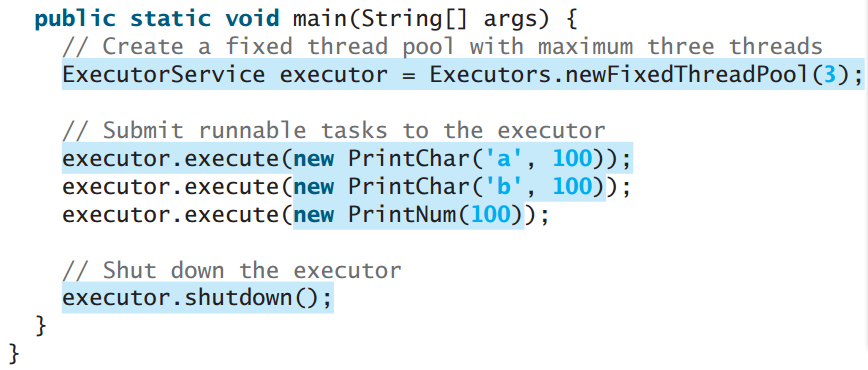 public static void main(String[] args) {
// Create a fixed thread pool with maximum three threads
ExecutorService executor = Executors.newFixedThreadPool(3);
// Submit runnable tasks to the executor
executor.execute(new PrintChar('a', 100));
executor.execute(new PrintChar('b', 100));
executor.execute(new PrintNum(100));
// Shut down the executor
executor.shutdown();
}
}